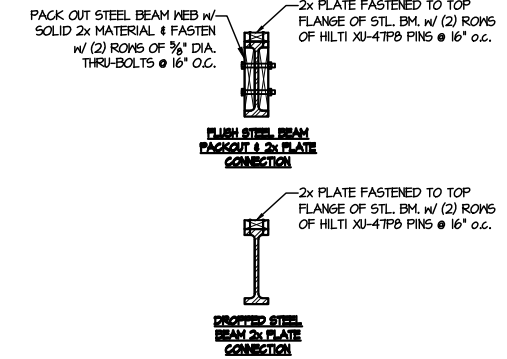 PACK OUT STEEL BEAM WEB W/
SOLID 2x MATERIAL & FASTEN
W/ (2) ROWS OF 5/8" DIA.
THRU-BOLTS @ 16" O.C.
2x PLATE FASTENED TO TOP
FLANGE OF STL. BM. W/ (2) ROWS
OF HILTI XU-47P8 PINS @ 16" o.c.
FLUSH STEEL BEAM
PACKOUT & 2x PLATE
CONNECTION
2x PLATE FASTENED TO TOP
FLANGE OF STL. BM. W/ (2) ROWS
OF HILTI XU-47P8 PINS @ 16" o.c.
DROPPED STEEL
BEAM 2x PLATE
CONNECTION